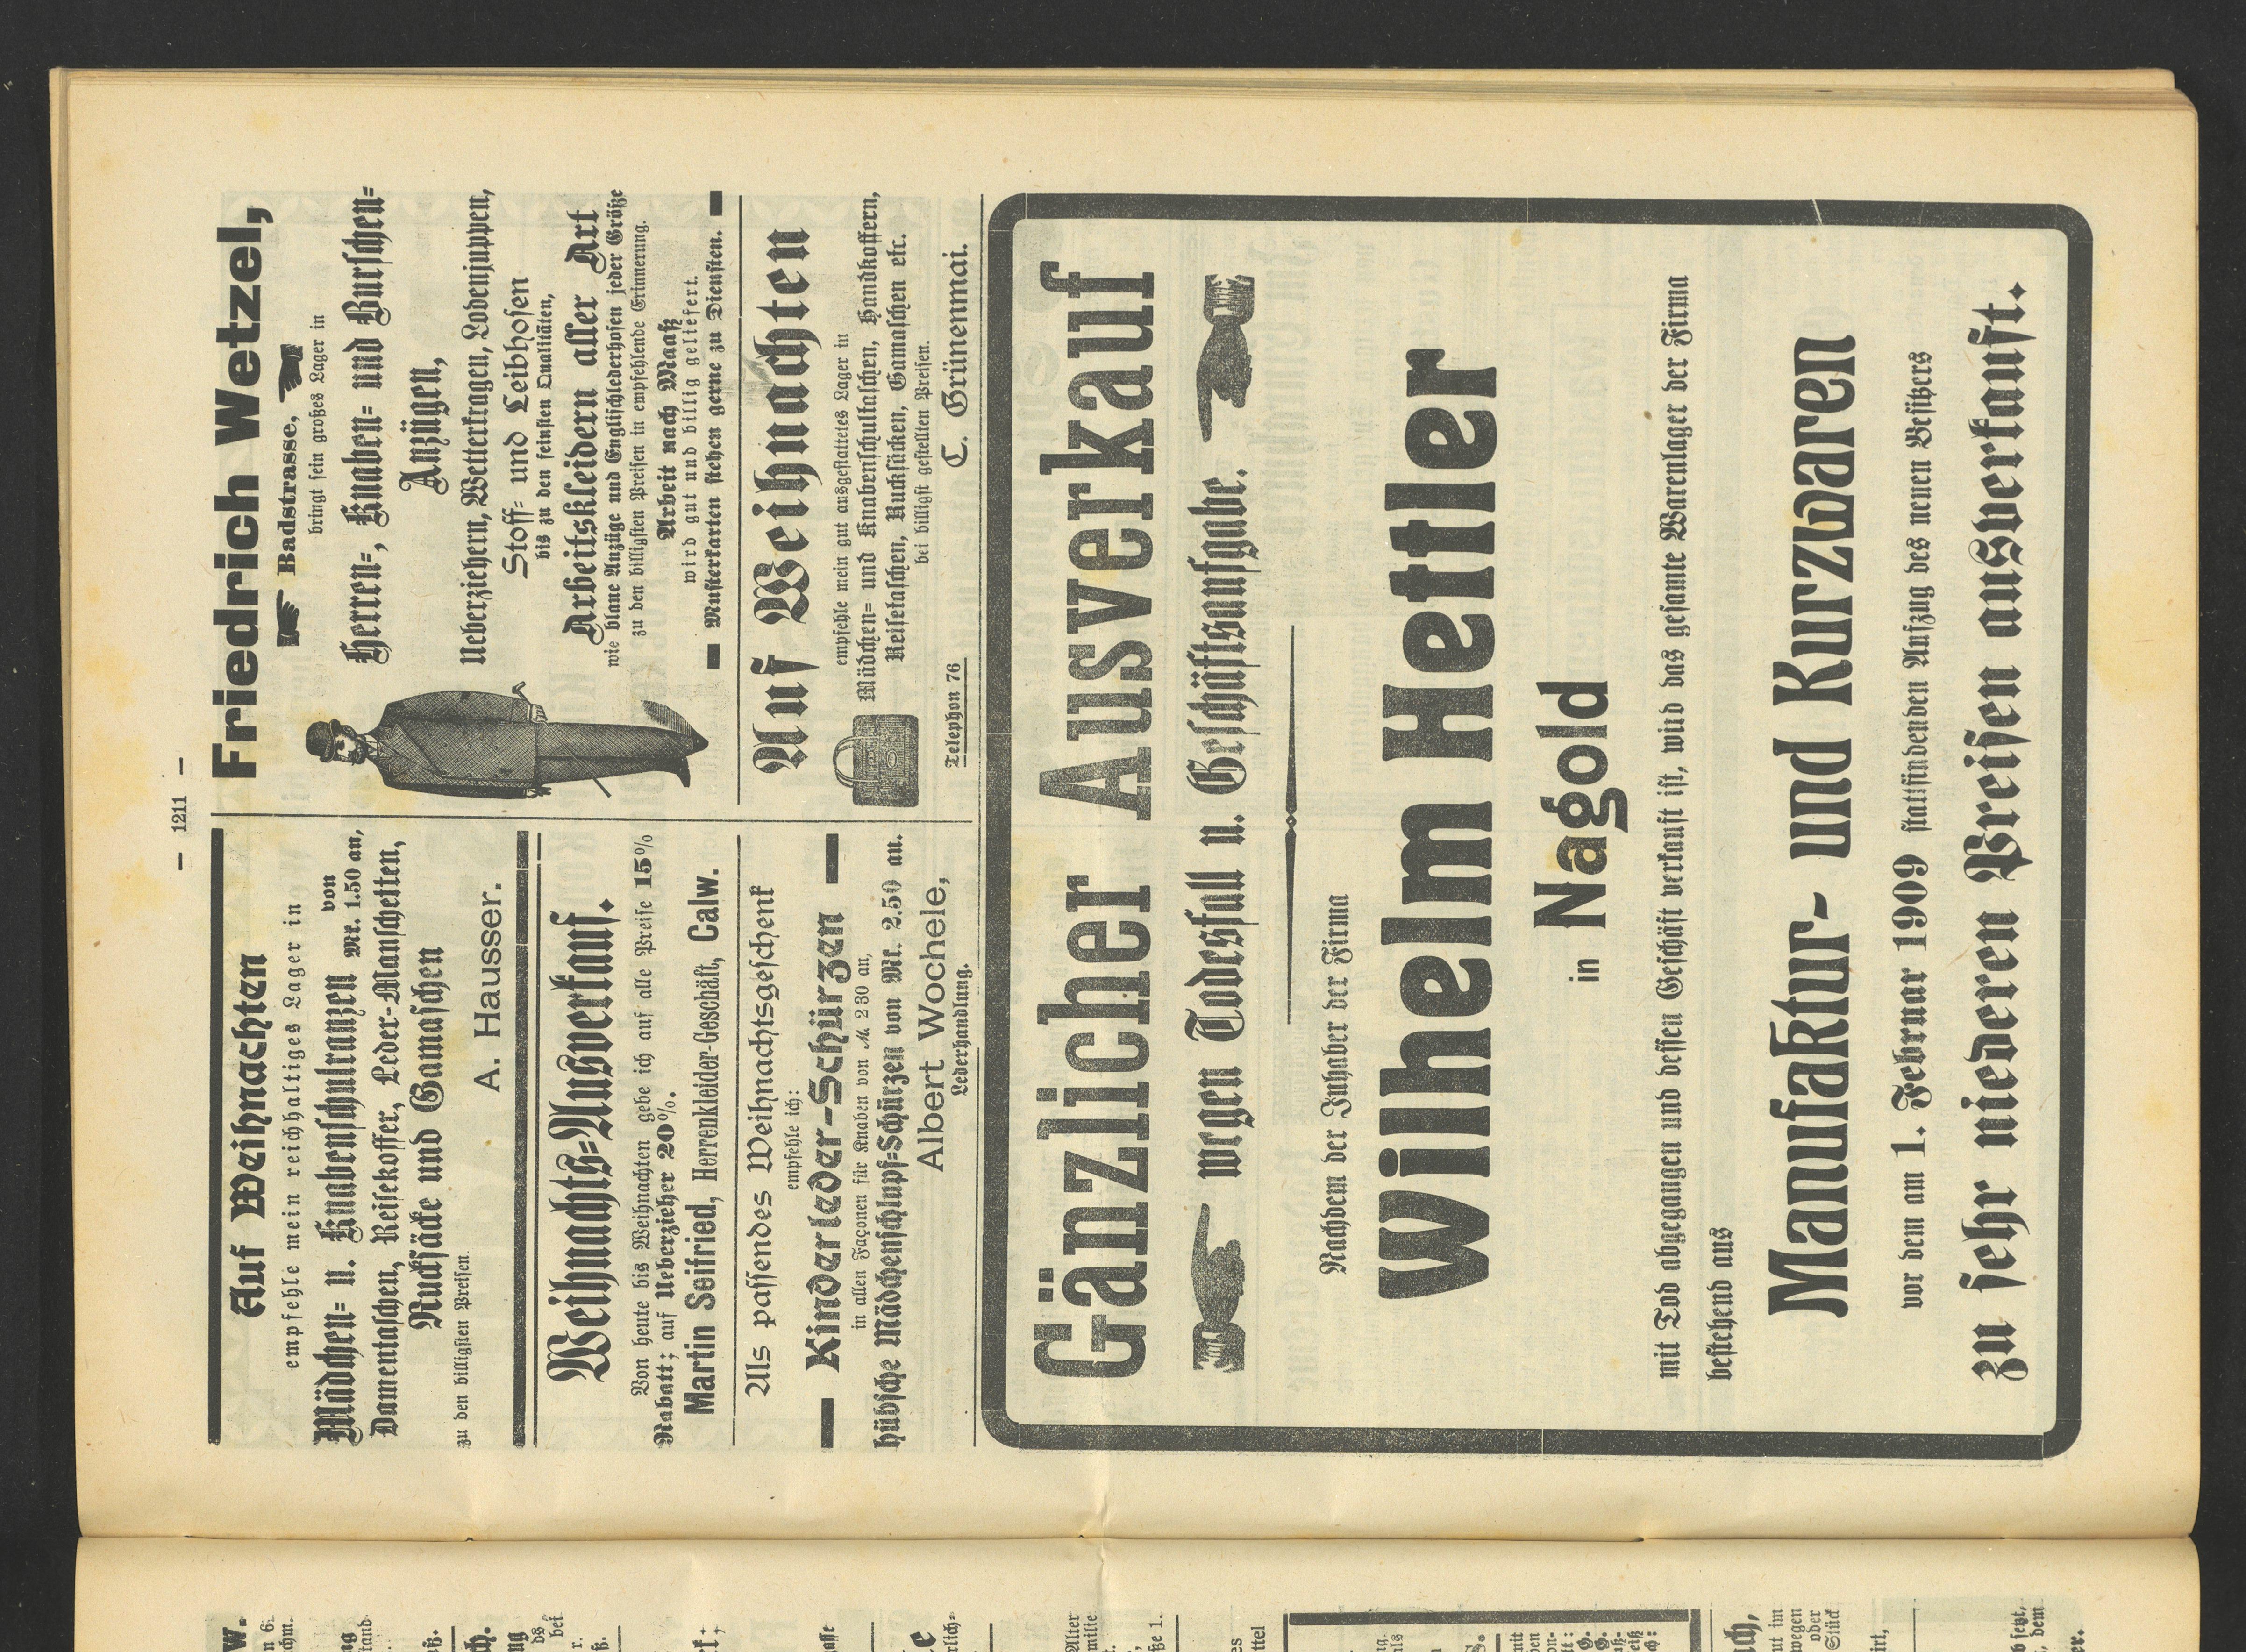 — 1211 —
Auf Weihnachten
empfehle mein reichhaltiges Lager in
Mädchen= u. Knabenschulranzen von Mk. 1.50 an,
Damentaschen, Reisekoffer, Leder-Manschetten,
Rucksäcke und Gamaschen
zu den billigsten Preisen
A. Hausser.
Weihnachts=Ausverkauf.
Von heute bis Weihnachten gebe ich auf alle Preise 15%
Rabatt; auf Ueberzieher 20%.
Martin Seifried, Herrenkleider-Geschäft, Calw.
Als passendes Weihnachtsgeschenk
empfehle ich:
— Kinderleder-Schürzen —
in allen Façonen für Knaben von M. 2 30 an,
hübsche Mädchenschlupf=Schürzen von Mk. 2.50 an.
Albert Wochele,
Lederhandlung.
Friedrich Wetzel,
☛ Badstrasse, ☚
bringt sein großes Lager in
Herren=, Knaben= und Burschen=
Anzügen,
Ueberziehern, Wetterkragen, Lodenjuppen,
Stoff= und Leibhosen
bis zu den feinsten Qualitäten,
Arbeitskleidern aller Art
wie blaue Anzüge und Englischlederhosen jeder Größe
zu den billigsten Preisen in empfehlende Erinnerung.
Arbeit nach Maaß
wird gut und billig geliefert.
— Musterkarten stehen gerne zu Diensten. —
Auf Weihnachten
empfehle mein gut ausgestattetes Lager in
Mädchen= und Knabenschultaschen, Handkoffern,
Reisetaschen, Rucksäcken, Gamaschen etc.
bei billigst gestellten Preisen.
Telephon 76
C. Grünenmai.
Gänzlicher Ausverkauf
☛ wegen Todesfall u. Geschäftsaufgabe. ☚
Nachdem der Inhaber der Firma
Wilhelm Hettler
in Nagold
mit Tod abgegangen und dessen Geschäft verkauft ist, wird das gesamte Warenlager der Firma
bestehend aus
Manufaktur- und Kurzwaren
vor dem am 1. Februar 1909 stattfindenden Aufzug des neuen Besitzers
zu sehr niederen Preisen ausverkauft.